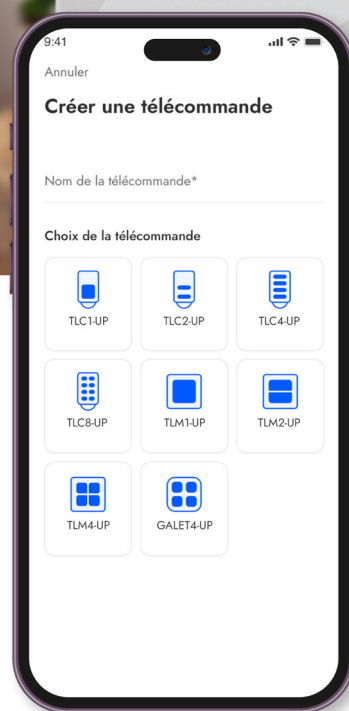 9:41
Annuler
Créer une télécommande
Nom de la télécommande*
Choix de la télécommande
TLC1-UP TLC2-UP TLC4-UP
TLC8-UP TLM1-UP TLM2-UP
TLM4-UP GALET4-UP